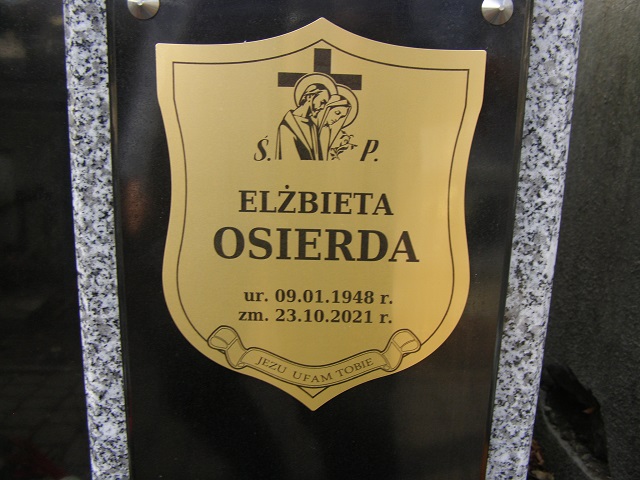 Ś. P.
ELŻBIETA
OSIERDA
ur. 09.01.1948 r.
zm. 23.10.2021 r.
JEZU UFAM TOBIE